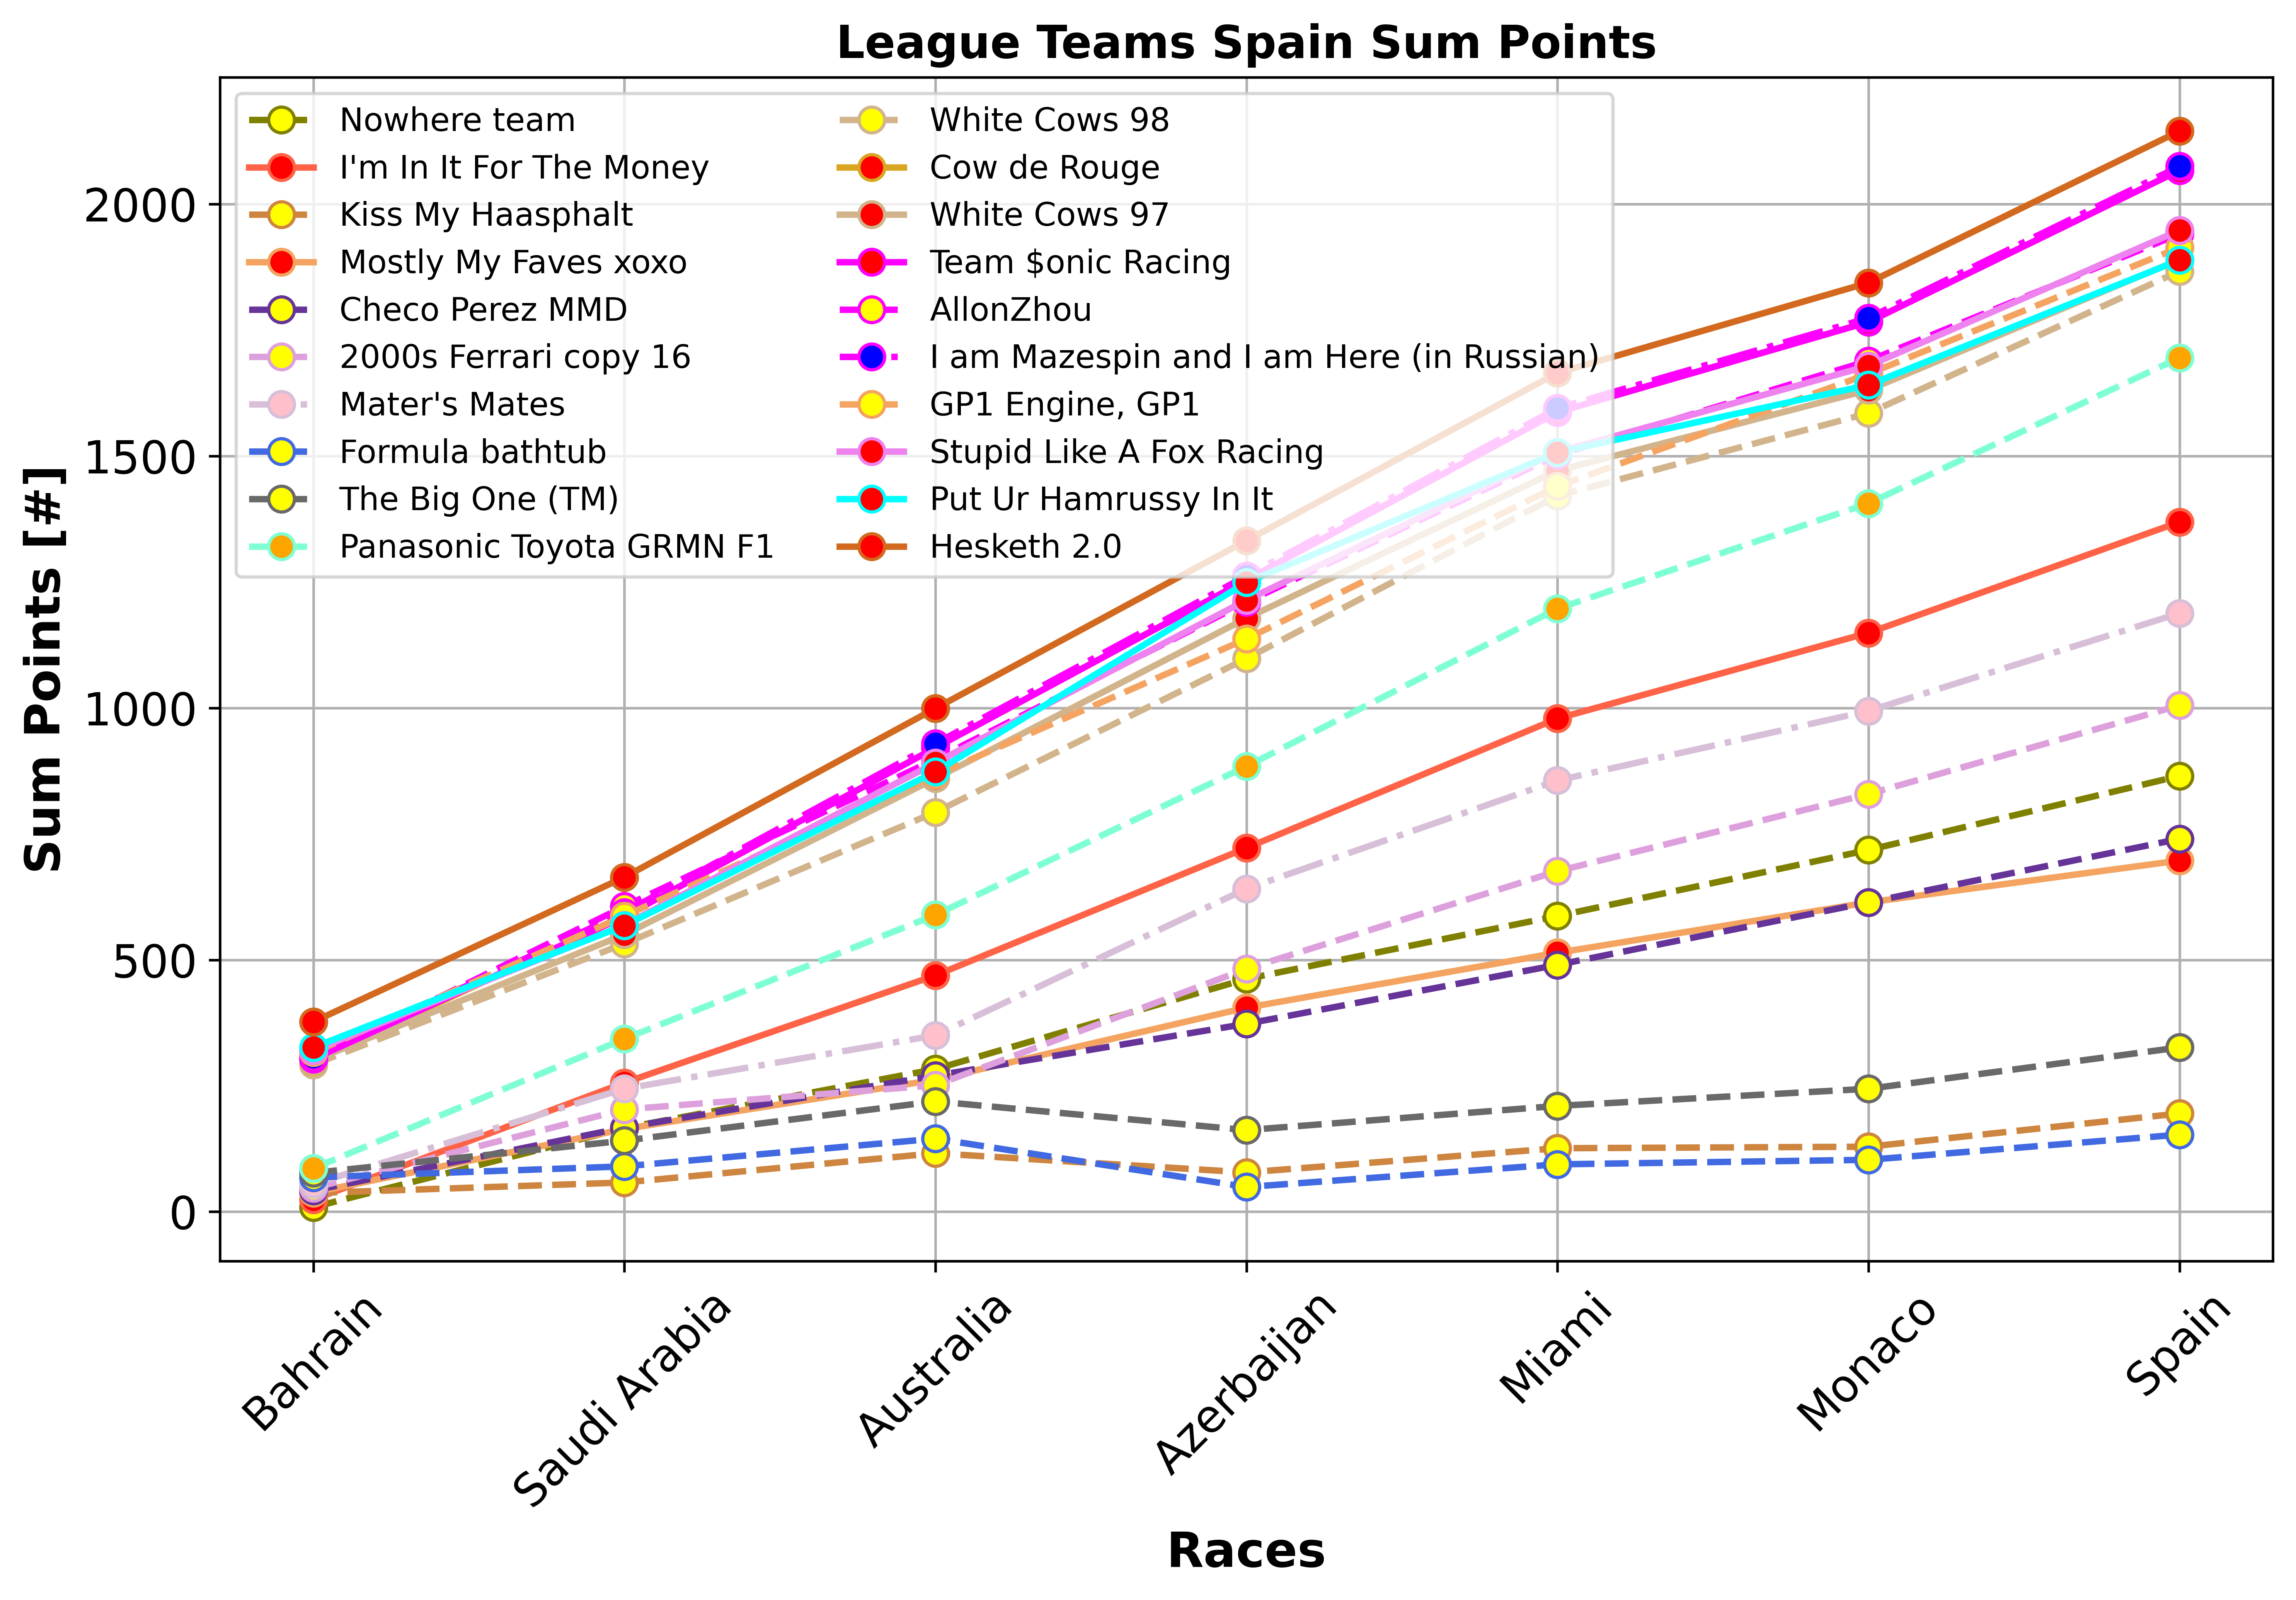 League Teams Spain Sum Points
Nowhere team
I'm In It For The Money
Kiss My Haasphalt
Mostly My Faves xoxo
Checo Perez MMD
2000s Ferrari copy 16
Mater's Mates
Formula bathtub
The Big One (TM)
Panasonic Toyota GRMN F1
White Cows 98
Cow de Rouge
White Cows 97
Team $onic Racing
AllonZhou
I am Mazespin and I am Here (in Russian)
GP1 Engine, GP1
Stupid Like A Fox Racing
Put Ur Hamrussy In It
Hesketh 2.0
Sum Points [#]
2000
1500
1000
500
0
Bahrain
Saudi Arabia
Australia
Azerbaijan
Miami
Monaco
Spain
Races